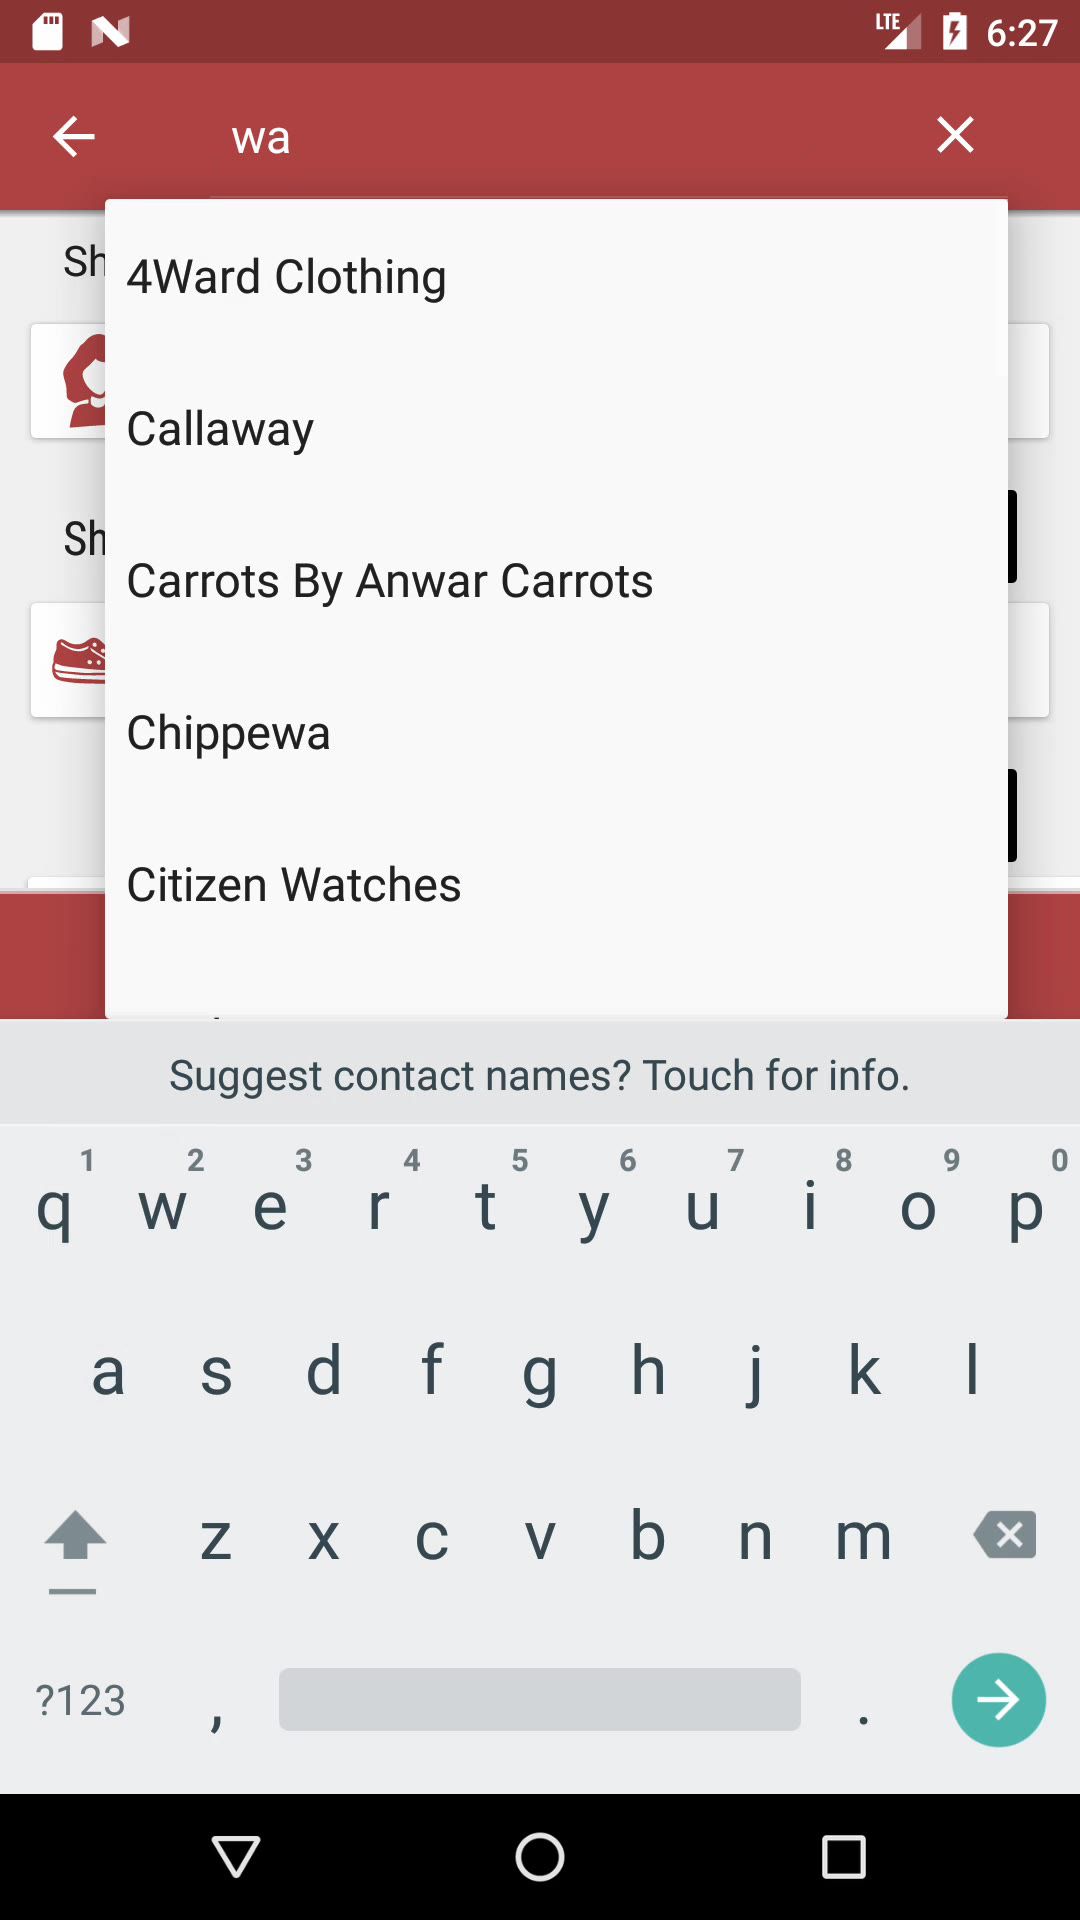 LTE 6:27
wa
Sh
4Ward Clothing
Callaway
Sh
Carrots By Anwar Carrots
Chippewa
Citizen Watches
Suggest contact names? Touch for info.
1 2 3 4 5 6 7 8 9 0
q w e r t y u i o p
a s d f g h j k l
z x c v b n m
?123 , .